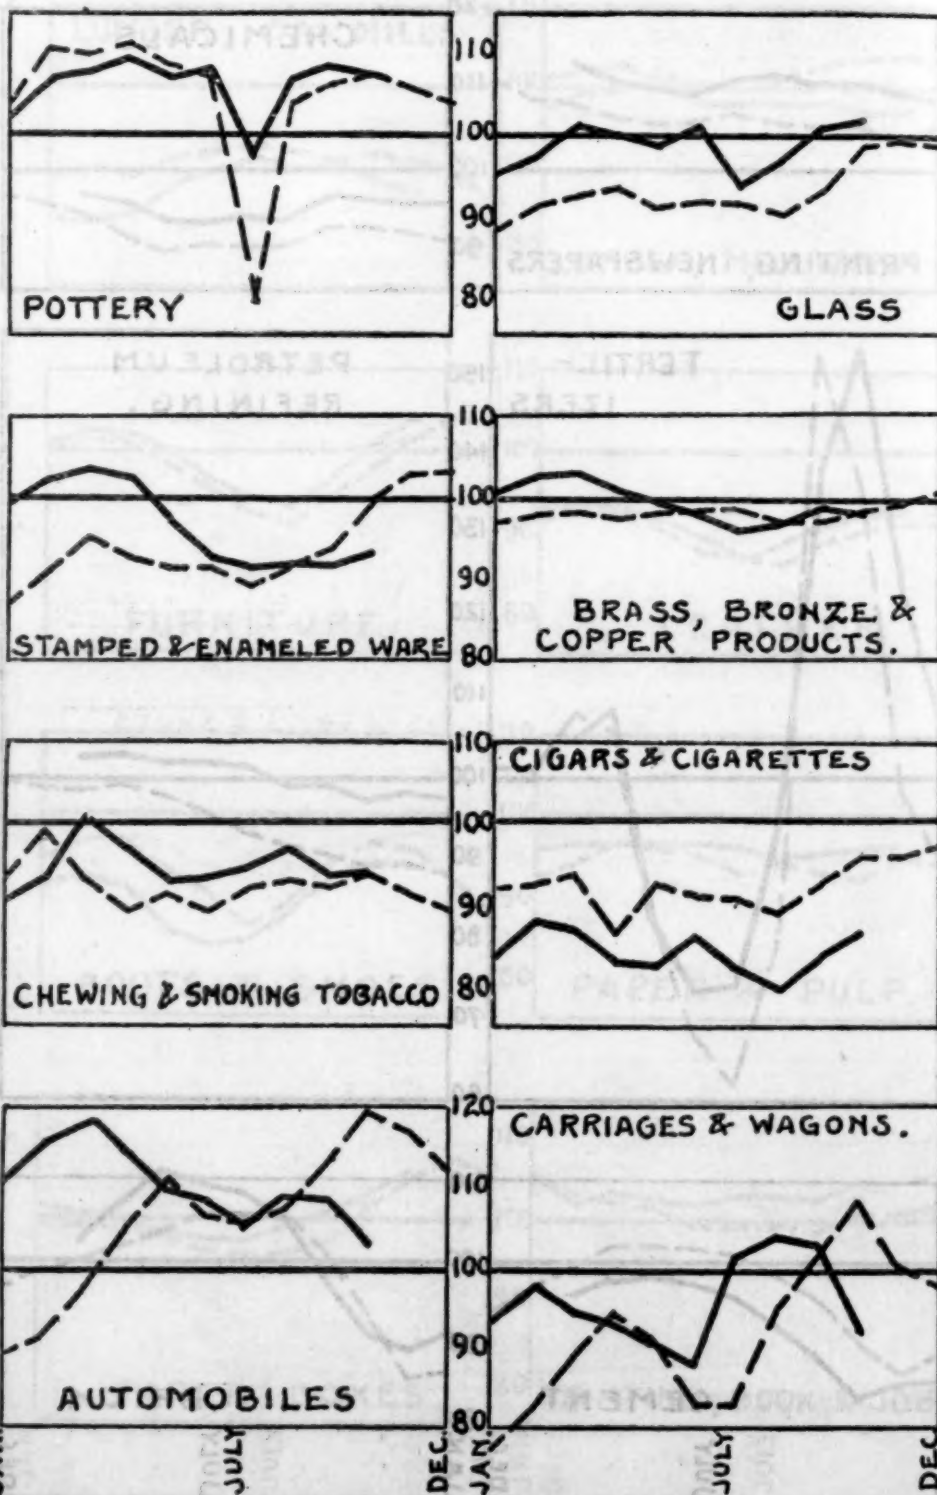 110
100
90
80
POTTERY
GLASS
110
100
90
80
STAMPED & ENAMELED WARE
BRASS, BRONZE &
COPPER PRODUCTS.
110
100
90
80
CIGARS & CIGARETTES
CHEWING & SMOKING TOBACCO
120
110
100
90
80
CARRIAGES & WAGONS.
AUTOMOBILES
JULY
DEC.
JAN.
JULY